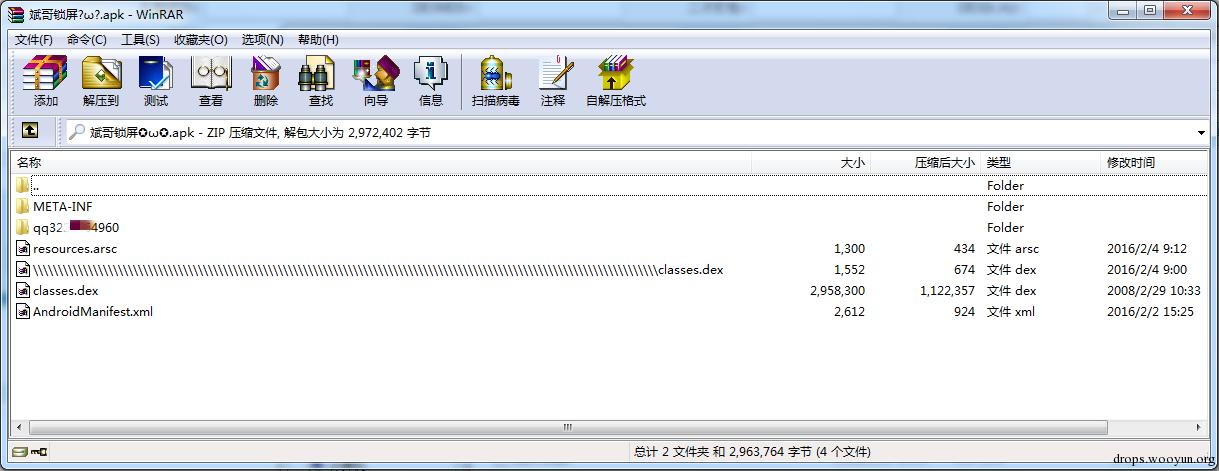 斌哥锁屏?ω?.apk - WinRAR
文件(F) 命令(C) 工具(S) 收藏夹(O) 选项(N) 帮助(H)
添加 解压到 测试 查看 删除 查找 向导 信息 扫描病毒 注释 自解压格式
斌哥锁屏✪ω✪.apk - ZIP 压缩文件, 解包大小为 2,972,402 字节
名称 大小 压缩后大小 类型 修改时间
.. Folder
META-INF Folder
qq32 4960 Folder
resources.arsc 1,300 434 文件 arsc 2016/2/4 9:12
\\\\\\\\\\\\\\\\\\\\\\\\\\\\\\\\\\\\\\\\\\\\\\\\\\\\\\\\\\\\\\\\\\\\\\\\\\\\\\\\\\\\\\\\\\\\\\\\\\\\\\\\\\\\\\\\\\\\\\\\\\\\\classes.dex 1,552 674 文件 dex 2016/2/4 9:00
classes.dex 2,958,300 1,122,357 文件 dex 2008/2/29 10:33
AndroidManifest.xml 2,612 924 文件 xml 2016/2/2 15:25
总计 2 文件夹 和 2,963,764 字节 (4 个文件)
drops.wooyun.org